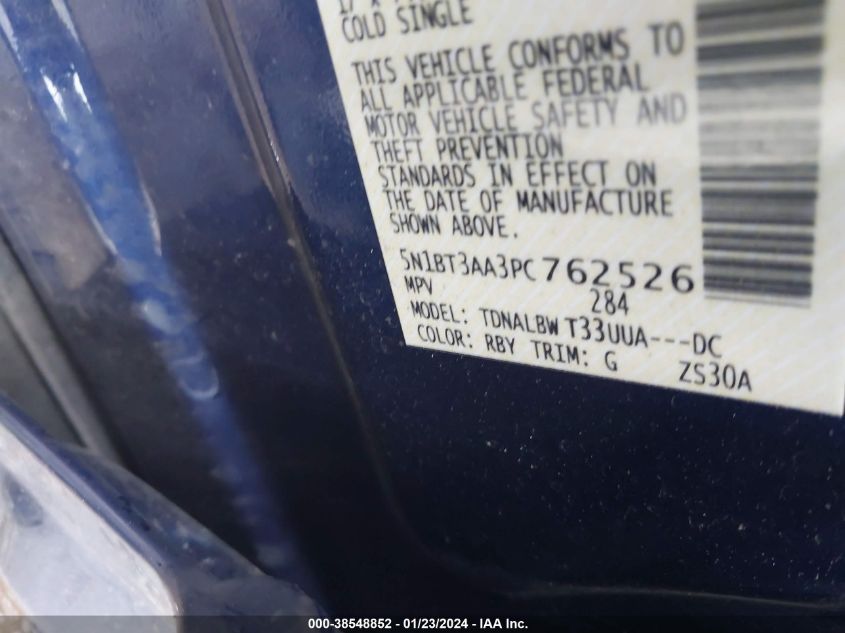 COLD SINGLE
THIS VEHICLE CONFORMS TO
ALL APPLICABLE FEDERAL
MOTOR VEHICLE SAFETY AND
THEFT PREVENTION
STANDARDS IN EFFECT ON
THE DATE OF MANUFACTURE
SHOWN ABOVE.
5N1BT3AA3PC762526
MPV 284
MODEL: TDNALBW T33UUA---DC
COLOR: RBY TRIM: G ZS30A
000-38548852 - 01/23/2024 - IAA Inc.